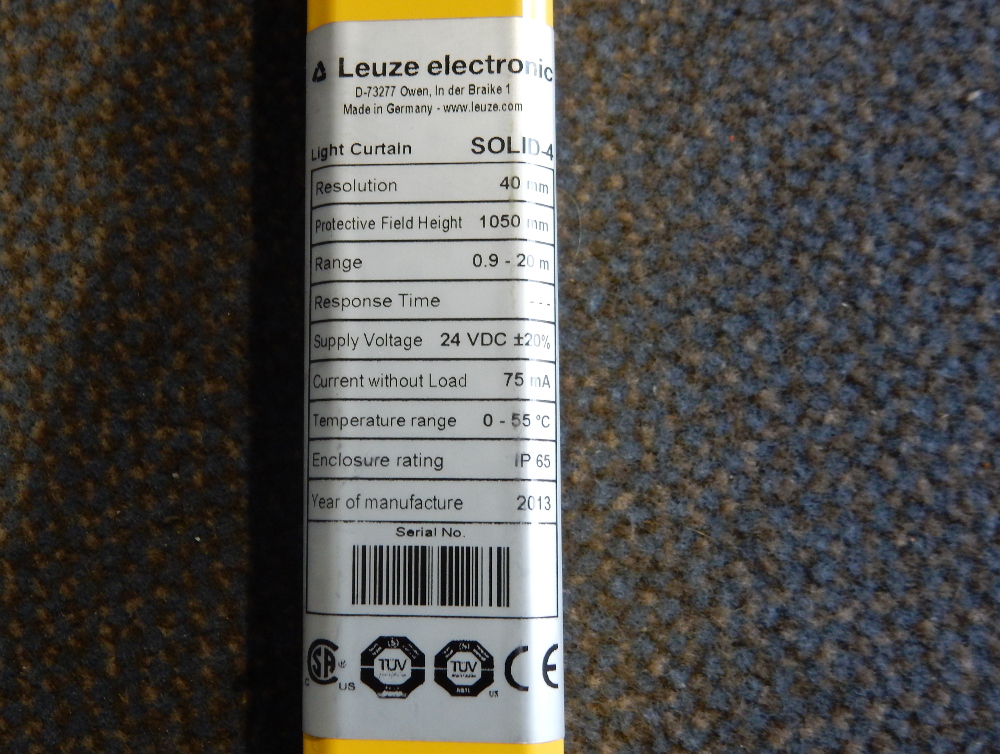 Leuze electronic
D-73277 Owen, In der Braike 1
Made in Germany - www.leuze.com
Light Curtain SOLID-4
Resolution 40 mm
Protective Field Height 1050 mm
Range 0.9 - 20 m
Response Time ---
Supply Voltage 24 VDC ±20%
Current without Load 75 mA
Temperature range 0 - 55 °C
Enclosure rating IP 65
Year of manufacture 2013
Serial No.
C SA US TÜV TÜV CE